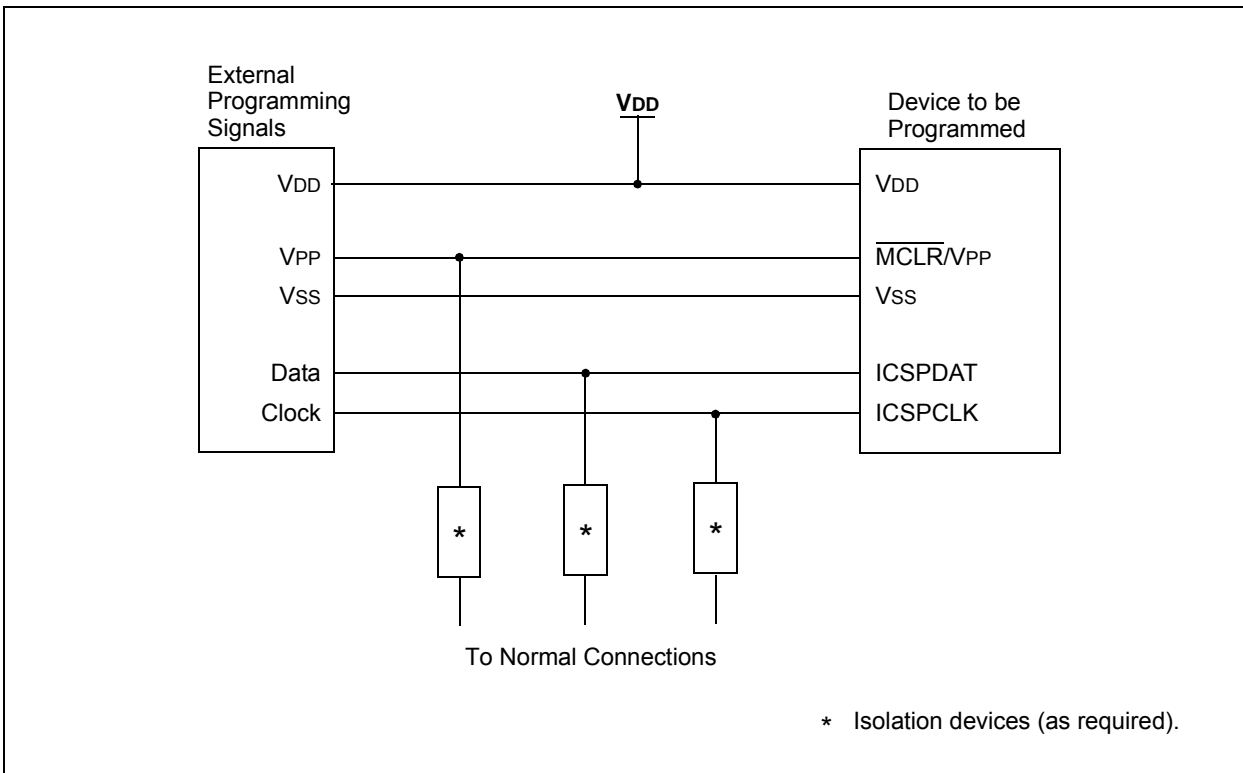 External
Programming
Signals
VDD
Device to be
Programmed
VDD
VDD
VPP
MCLR/VPP
VSS
VSS
Data
ICSPDAT
Clock
ICSPCLK
*
*
*
To Normal Connections
* Isolation devices (as required).